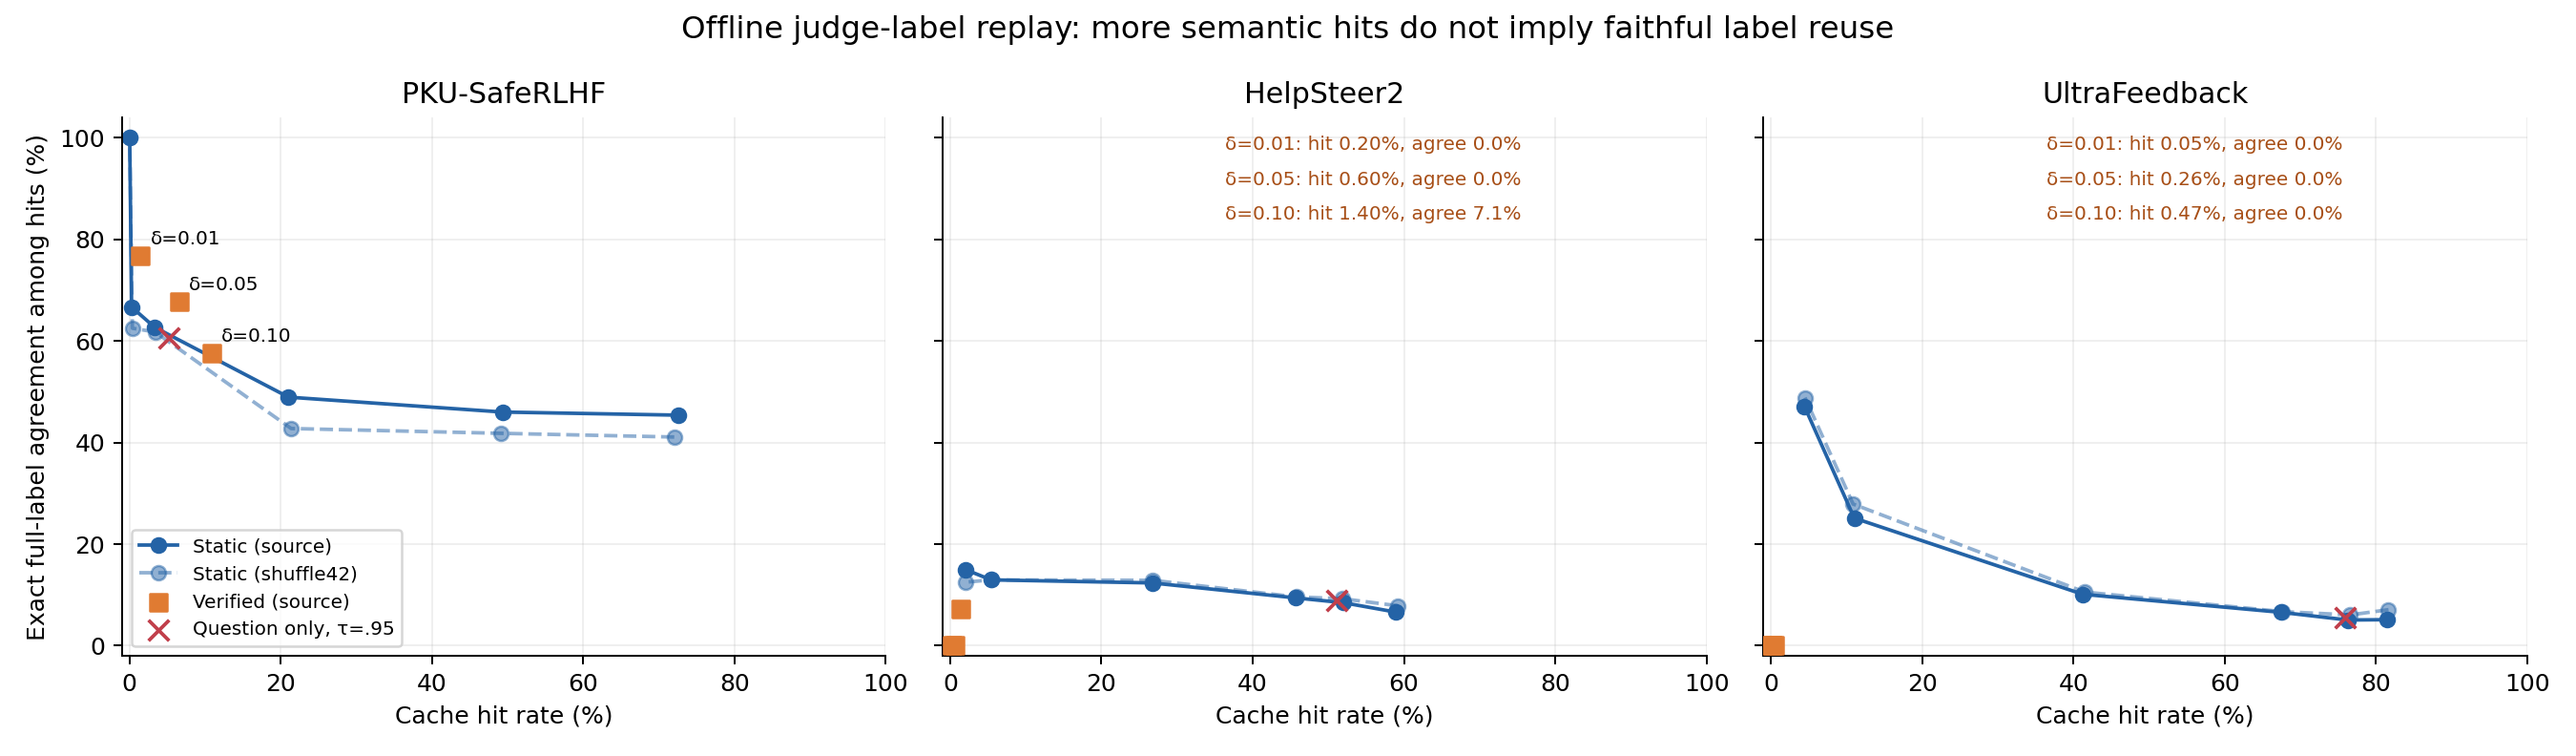 Offline judge-label replay: more semantic hits do not imply faithful label reuse
PKU-SafeRLHF
Exact full-label agreement among hits (%)
100
80
60
40
20
0
δ=0.01
δ=0.05
δ=0.10
Static (source)
Static (shuffle42)
Verified (source)
Question only, τ=.95
0 20 40 60 80 100
Cache hit rate (%)
HelpSteer2
δ=0.01: hit 0.20%, agree 0.0%
δ=0.05: hit 0.60%, agree 0.0%
δ=0.10: hit 1.40%, agree 7.1%
0 20 40 60 80 100
Cache hit rate (%)
UltraFeedback
δ=0.01: hit 0.05%, agree 0.0%
δ=0.05: hit 0.26%, agree 0.0%
δ=0.10: hit 0.47%, agree 0.0%
0 20 40 60 80 100
Cache hit rate (%)